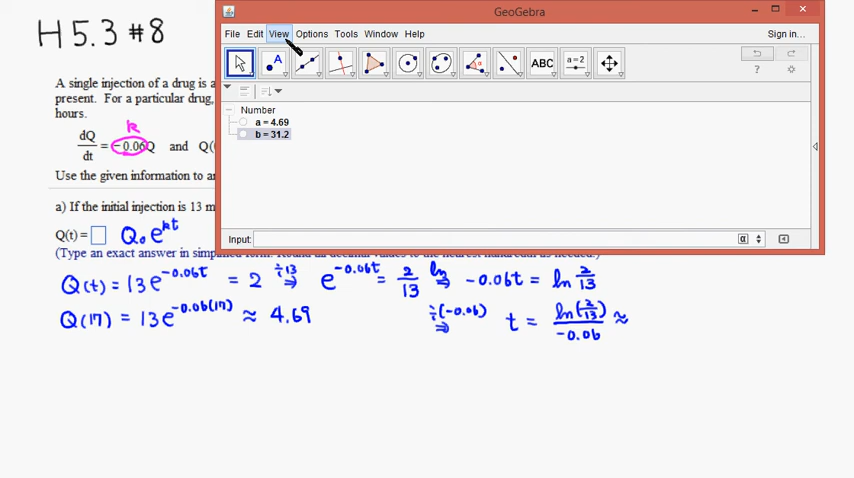 H 5.3 #8
GeoGebra
File Edit View Options Tools Window Help
Sign in...
A
ABC
a = 2
?
A single injection of a drug is a
present. For a particular drug,
hours.
Number
a = 4.69
b = 31.2
k
dQ/dt = -0.06Q and Q(
Use the given information to an
a) If the initial injection is 13 m
Input:
α
Q(t) = Q₀e^kt
(Type an exact answer in simplified form. Round all decimal values to the nearest hundredth as needed.)
Q(t) = 13e^-0.06t = 2 ÷13 ⇒ e^-0.06t = 2/13 ln ⇒ -0.06t = ln 2/13
Q(17) = 13e^-0.06(17) ≈ 4.69 ÷(-0.06) ⇒ t = ln(2/13)/-0.06 ≈